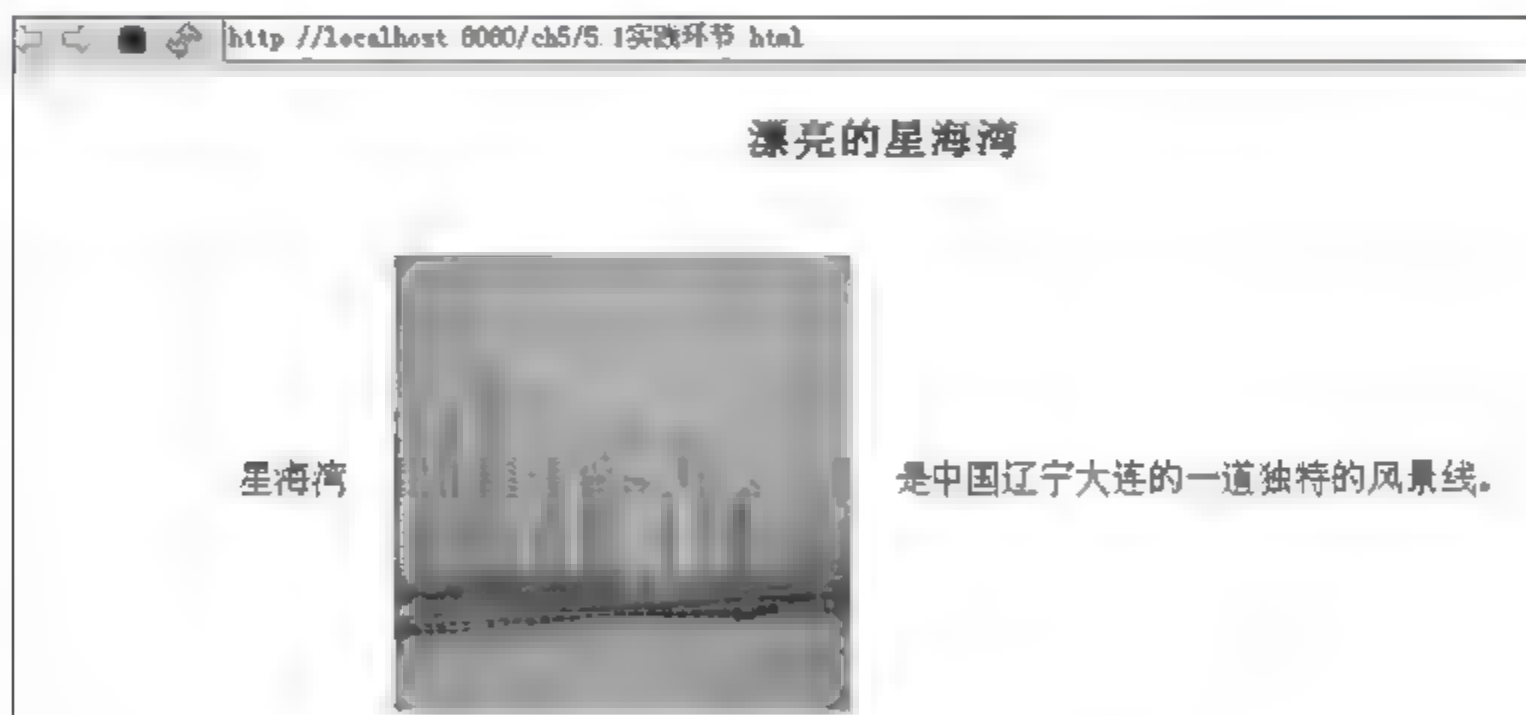 http //localhost 8080/ch5/5.1实践环节 html
漂亮的星海湾
星海湾
是中国辽宁大连的一道独特的风景线。